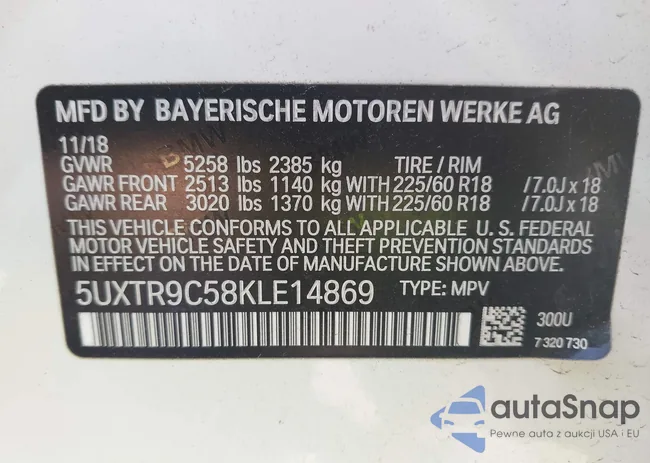 MFD BY BAYERISCHE MOTOREN WERKE AG
11/18
GVWR 5258 lbs 2385 kg TIRE / RIM
GAWR FRONT 2513 lbs 1140 kg WITH 225/60 R18 / 7.0J x 18
GAWR REAR 3020 lbs 1370 kg WITH 225/60 R18 / 7.0J x 18
THIS VEHICLE CONFORMS TO ALL APPLICABLE U. S. FEDERAL
MOTOR VEHICLE SAFETY AND THEFT PREVENTION STANDARDS
IN EFFECT ON THE DATE OF MANUFACTURE SHOWN ABOVE.
5UXTR9C58KLE14869 TYPE: MPV
300U
7 320 730
autaSnap
Pewne auta z aukcji USA i EU